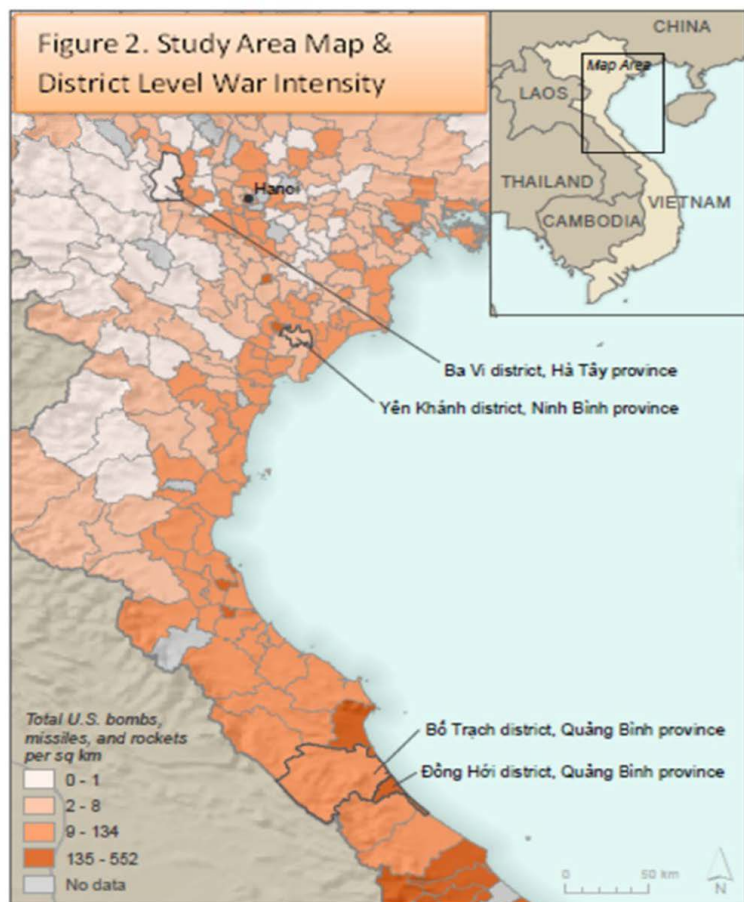 Figure 2. Study Area Map &
District Level War Intensity
CHINA
Map Area
LAOS
THAILAND
VIETNAM
CAMBODIA
Hanoi
Ba Vì district, Hà Tây province
Yên Khánh district, Ninh Bình province
Bố Trạch district, Quảng Bình province
Đồng Hới district, Quảng Bình province
Total U.S. bombs,
missiles, and rockets
per sq km
0 - 1
2 - 8
9 - 134
135 - 552
No data
0 50 km
N